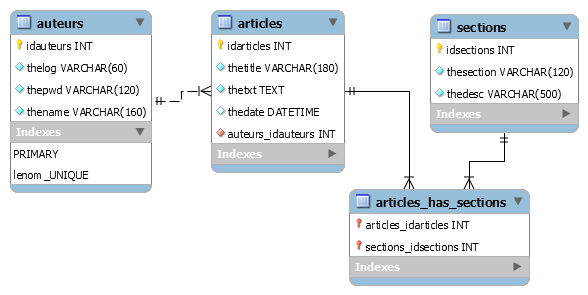 auteurs
idauteurs INT
thelog VARCHAR(60)
thepwd VARCHAR(120)
thename VARCHAR(160)
Indexes
PRIMARY
lenom_UNIQUE
articles
idarticles INT
thetitle VARCHAR(180)
thetxt TEXT
thedate DATETIME
auteurs_idauteurs INT
Indexes
sections
idsections INT
thesection VARCHAR(120)
thedesc VARCHAR(500)
Indexes
articles_has_sections
articles_idarticles INT
sections_idsections INT
Indexes